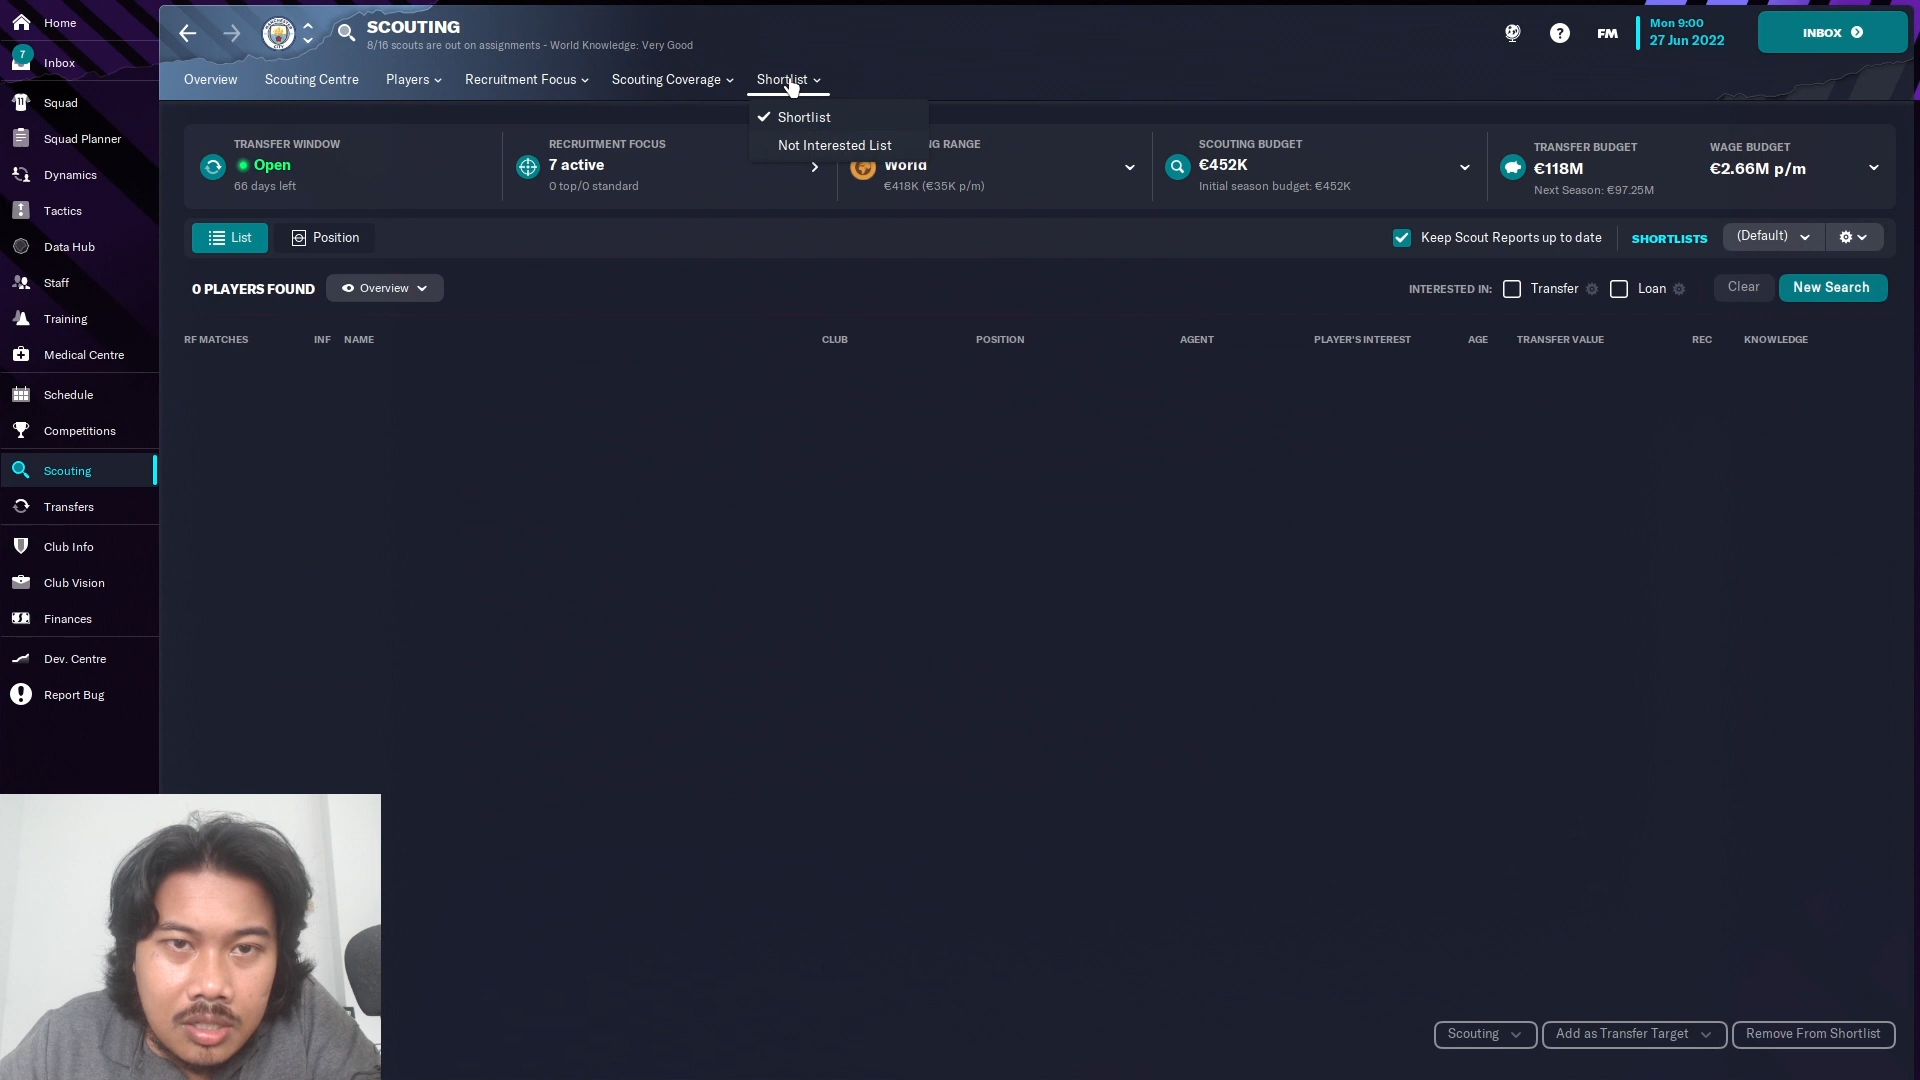 Home
7
Inbox
Squad
Squad Planner
Dynamics
Tactics
Data Hub
Staff
Training
Medical Centre
Schedule
Competitions
Scouting
Transfers
Club Info
Club Vision
Finances
Dev. Centre
Report Bug
SCOUTING
8/16 scouts are out on assignments - World Knowledge: Very Good
FM
Mon 9:00
27 Jun 2022
INBOX
Overview
Scouting Centre
Players
Recruitment Focus
Scouting Coverage
Shortlist
Shortlist
Not Interested List
TRANSFER WINDOW
Open
66 days left
RECRUITMENT FOCUS
7 active
0 top/0 standard
RANGE
World
€418K (€35K p/m)
SCOUTING BUDGET
€452K
Initial season budget: €452K
TRANSFER BUDGET
€118M
Next Season: €97.25M
WAGE BUDGET
€2.66M p/m
List
Position
Keep Scout Reports up to date
SHORTLISTS
(Default)
0 PLAYERS FOUND
Overview
INTERESTED IN:
Transfer
Loan
Clear
New Search
RF MATCHES
INF
NAME
CLUB
POSITION
AGENT
PLAYER'S INTEREST
AGE
TRANSFER VALUE
REC
KNOWLEDGE
Scouting
Add as Transfer Target
Remove From Shortlist